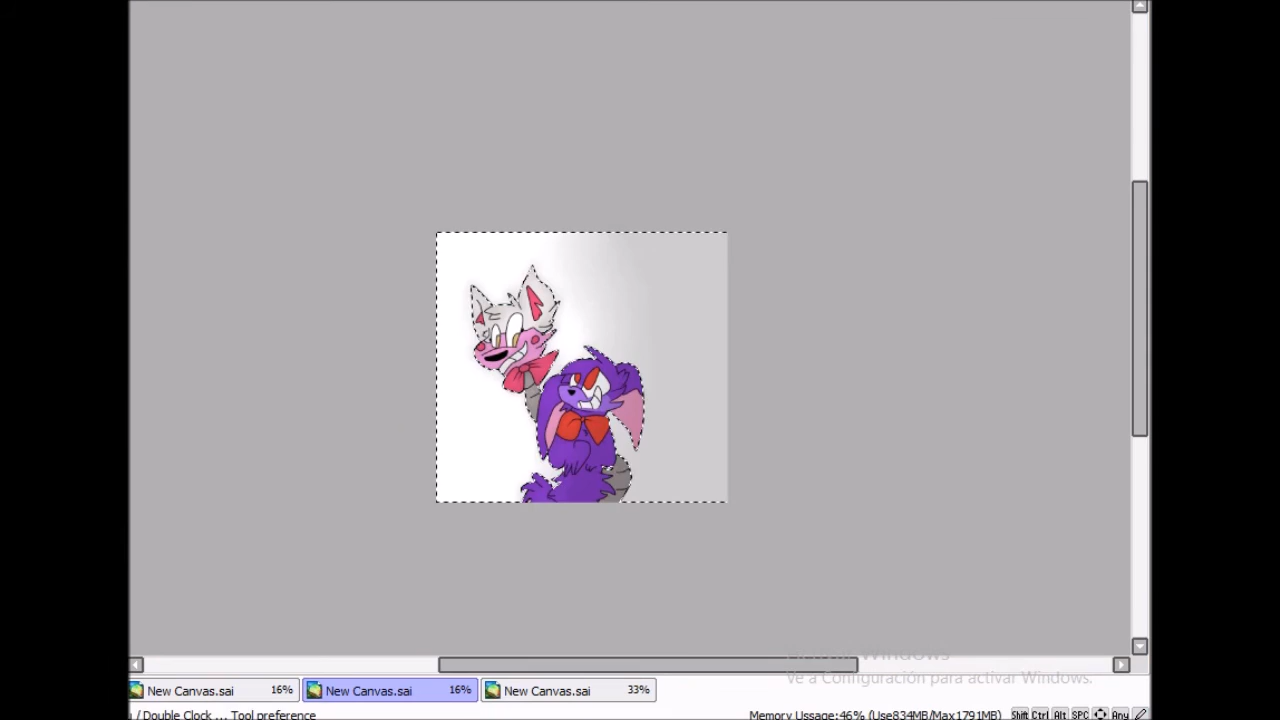 Windows
Ve a Configuración para activar Windows.
New Canvas.sai 16%
New Canvas.sai 16%
New Canvas.sai 33%
/ Double Clock ... Tool preference
Memory Ussage:46% (Use834MB/Max1791MB) Shift Ctrl Alt SPC Any